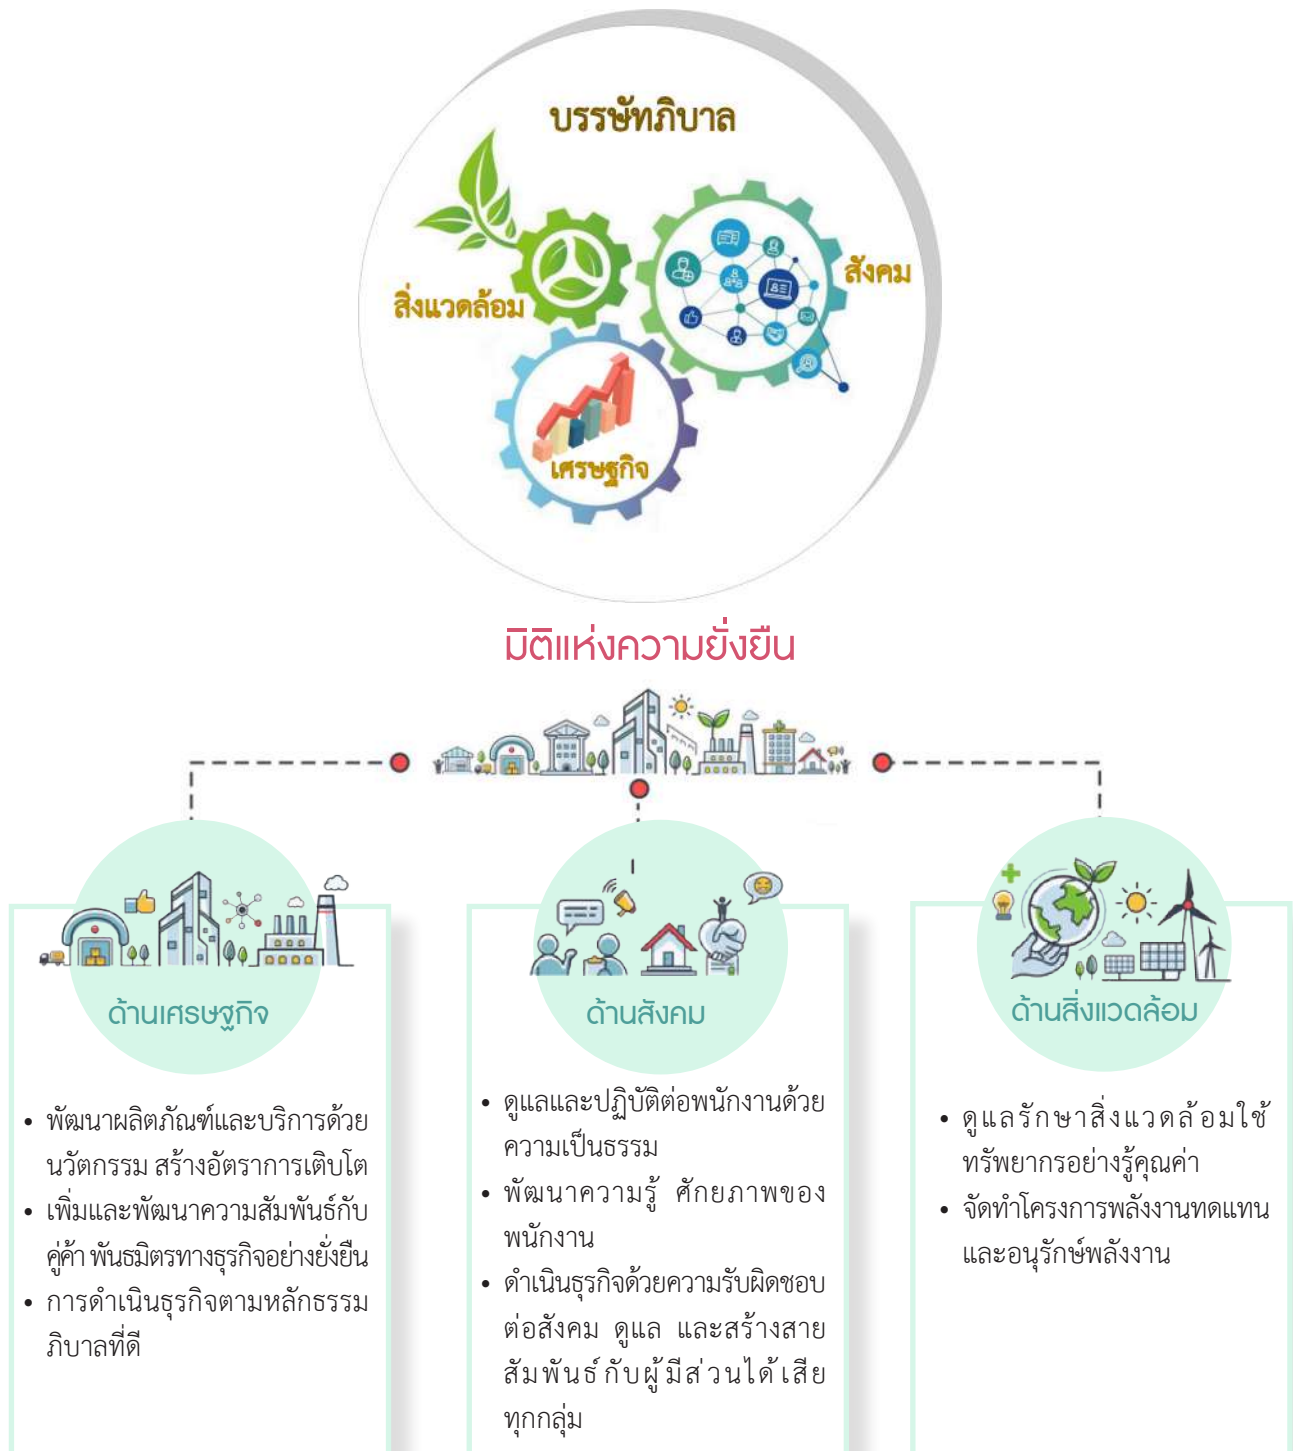 บรรษัทภิบาล
สังคม
สิ่งแวดล้อม
เศรษฐกิจ
มิติแห่งความยั่งยืน
ด้านเศรษฐกิจ
• พัฒนาผลิตภัณฑ์และบริการด้วย
นวัตกรรม สร้างอัตราการเติบโต
• เพิ่มและพัฒนาความสัมพันธ์กับ
คู่ค้า พันธมิตรทางธุรกิจอย่างยั่งยืน
• การดำเนินธุรกิจตามหลักธรรม
ภิบาลที่ดี
ด้านสังคม
• ดูแลและปฏิบัติต่อพนักงานด้วย
ความเป็นธรรม
• พัฒนาความรู้ ศักยภาพของ
พนักงาน
• ดำเนินธุรกิจด้วยความรับผิดชอบ
ต่อสังคม ดูแล และสร้างสาย
สัมพันธ์กับผู้มีส่วนได้เสีย
ทุกกลุ่ม
ด้านสิ่งแวดล้อม
• ดูแลรักษาสิ่งแวดล้อมใช้
ทรัพยากรอย่างรู้คุณค่า
• จัดทำโครงการพลังงานทดแทน
และอนุรักษ์พลังงาน